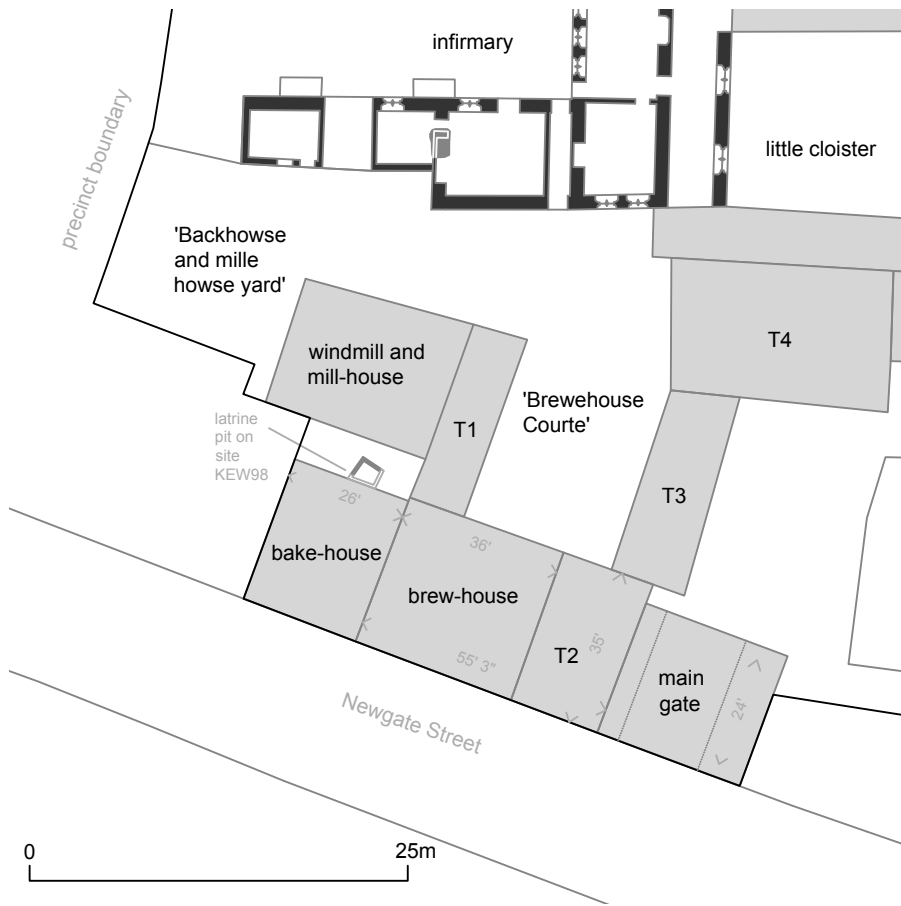 infirmary
precinct boundary
little cloister
'Backhowse
and mille
howse yard'
windmill and
mill-house
T4
'Brewehouse
Courte'
T1
latrine
pit on
site
KEW98
T3
26'
36'
bake-house
brew-house
35'
T2
55' 3"
main
gate
24'
Newgate Street
0
25m